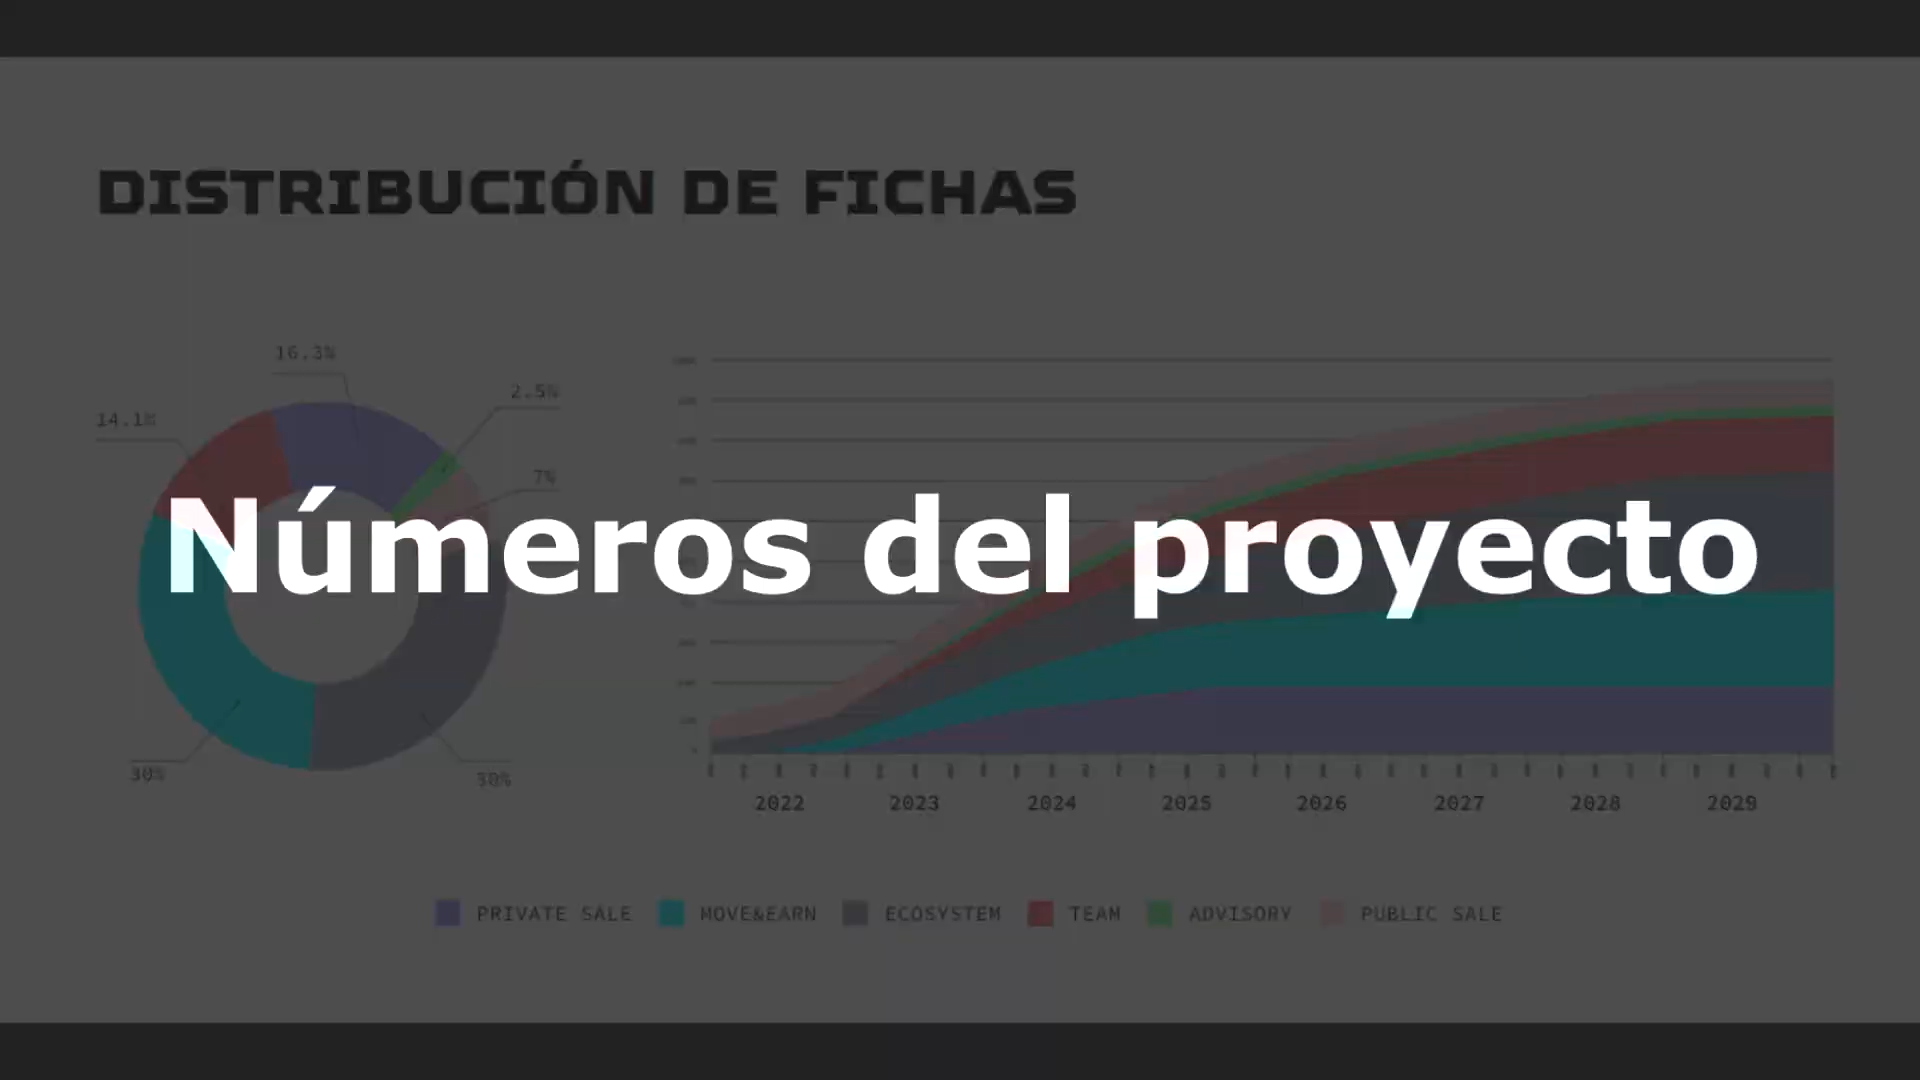 DISTRIBUCIÓN DE FICHAS
16.3%
2.5%
14.1%
7%
Números del proyecto
30%
30%
2022 2023 2024 2025 2026 2027 2028 2029
PRIVATE SALE MOVE&EARN ECOSYSTEM TEAM ADVISORY PUBLIC SALE